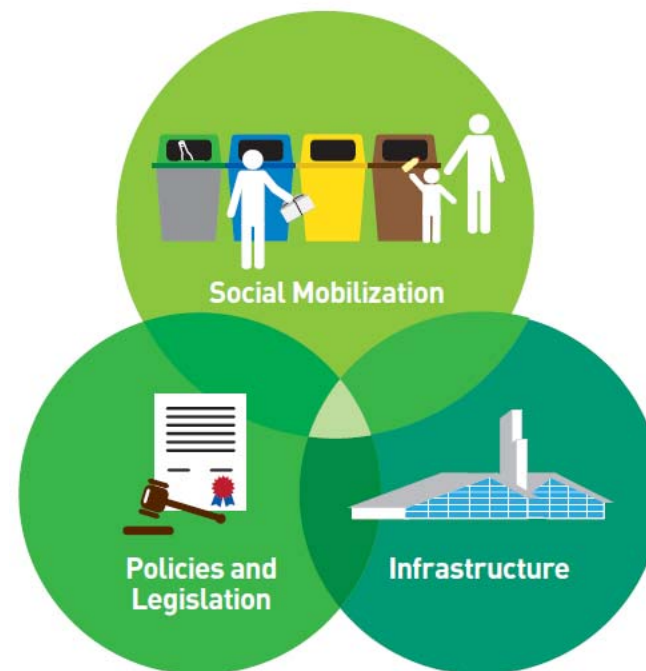 Social Mobilization
Policies and
Legislation
Infrastructure